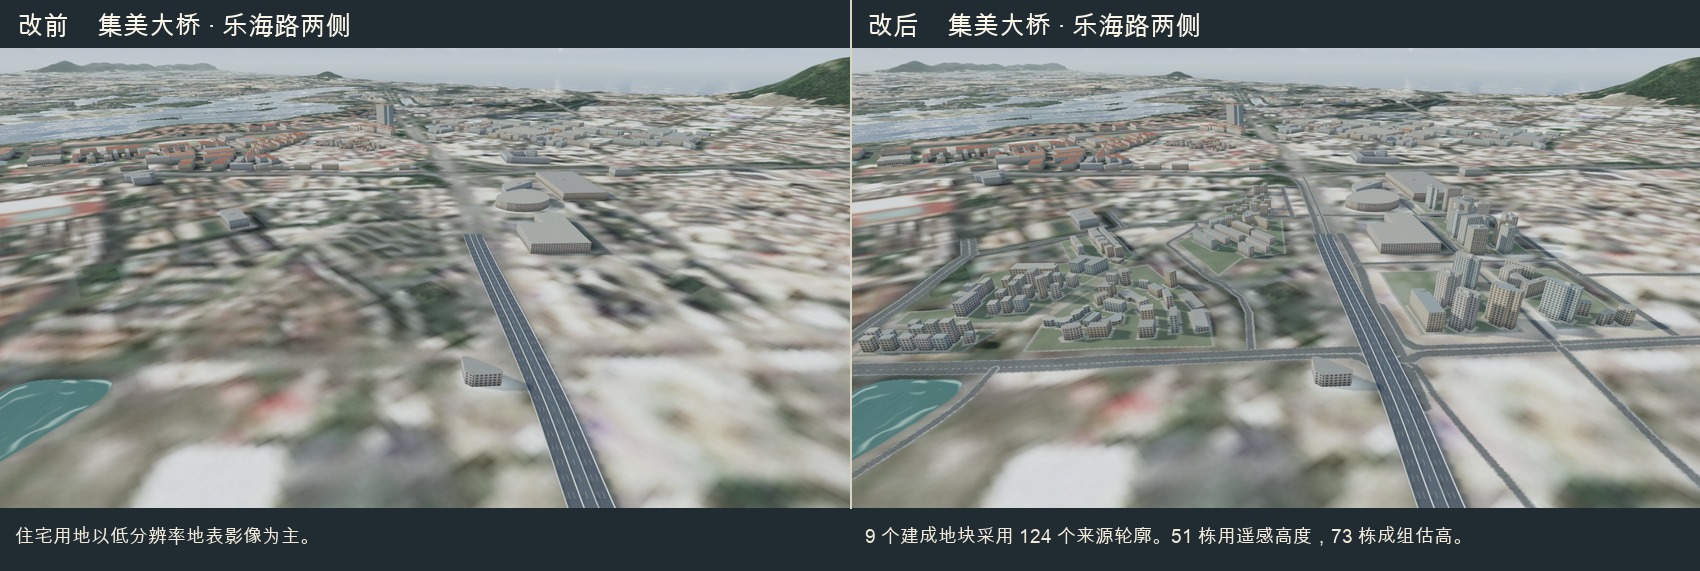 改前 集美大桥 · 乐海路两侧
改后 集美大桥 · 乐海路两侧
住宅用地以低分辨率地表影像为主。
9 个建成地块采用 124 个来源轮廓。51 栋用遥感高度，73 栋成组估高。